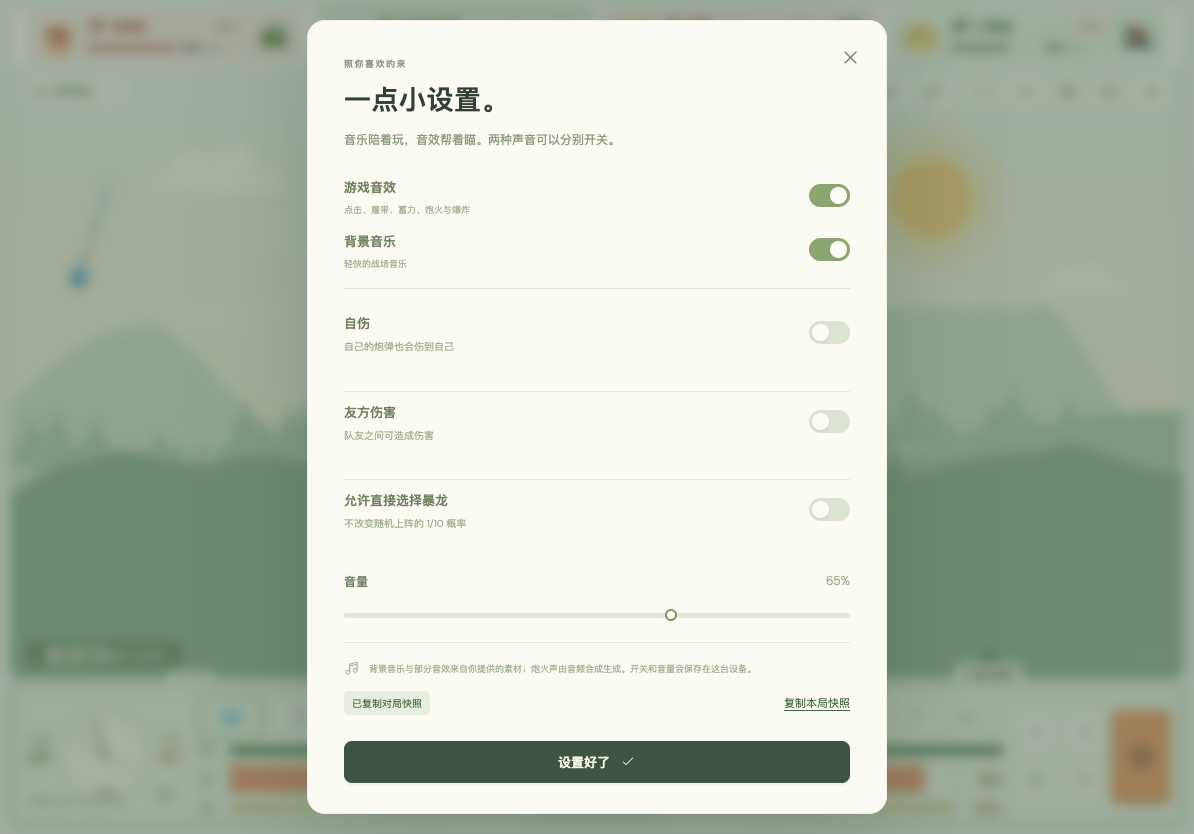 照你喜欢的来
一点小设置。
音乐陪着玩，音效帮着瞄。两种声音可以分别开关。
游戏音效
点击、履带、蓄力、炮火与爆炸
背景音乐
轻快的战场音乐
自伤
自己的炮弹也会伤到自己
友方伤害
队友之间可造成伤害
允许直接选择暴龙
不改变随机上阵的 1/10 概率
音量 65%
背景音乐与部分音效来自你提供的素材；炮火声由音频合成生成。开关和音量会保存在这台设备。
已复制对局快照 复制本局快照
设置好了